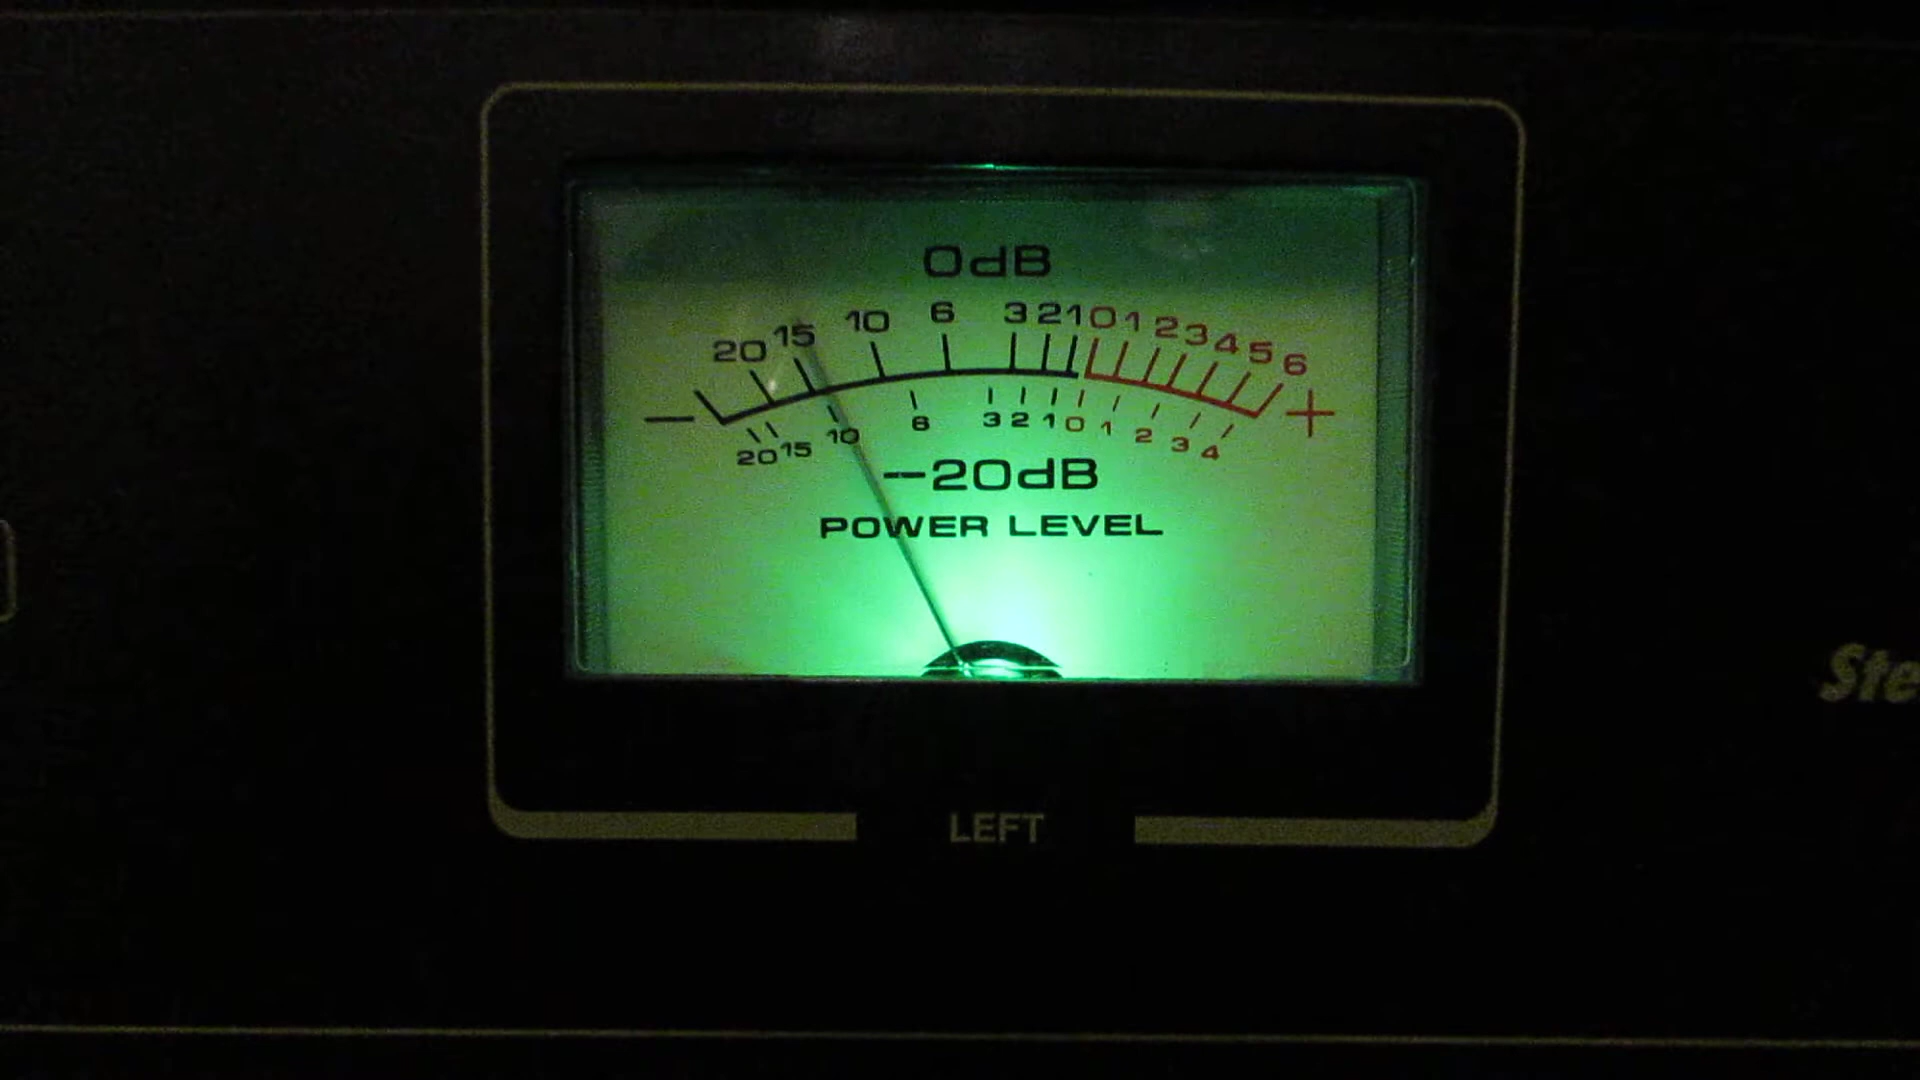 0dB
20 15 10 6 3 2 1 0 1 2 3 4 5 6
− +
20 15 10 6 3 2 1 0 1 2 3 4
−20dB
POWER LEVEL
Ste
LEFT